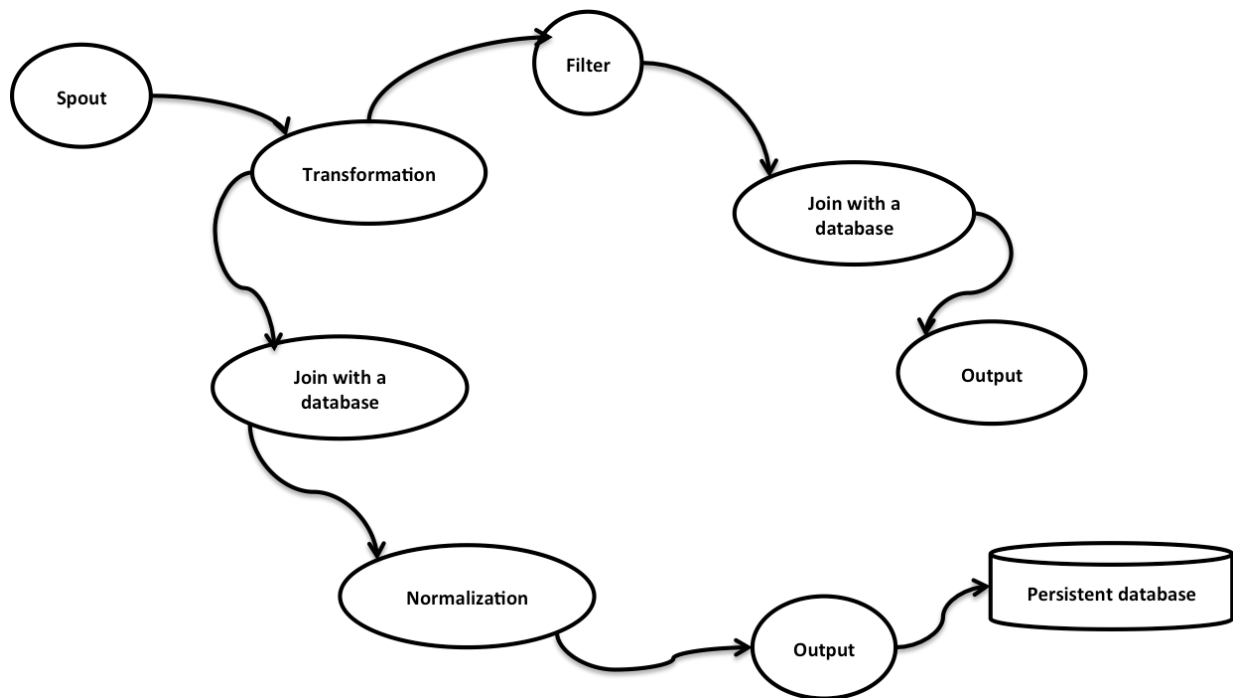 Spout
Filter
Transformation
Join with a
database
Output
Join with a
database
Normalization
Output
Persistent database